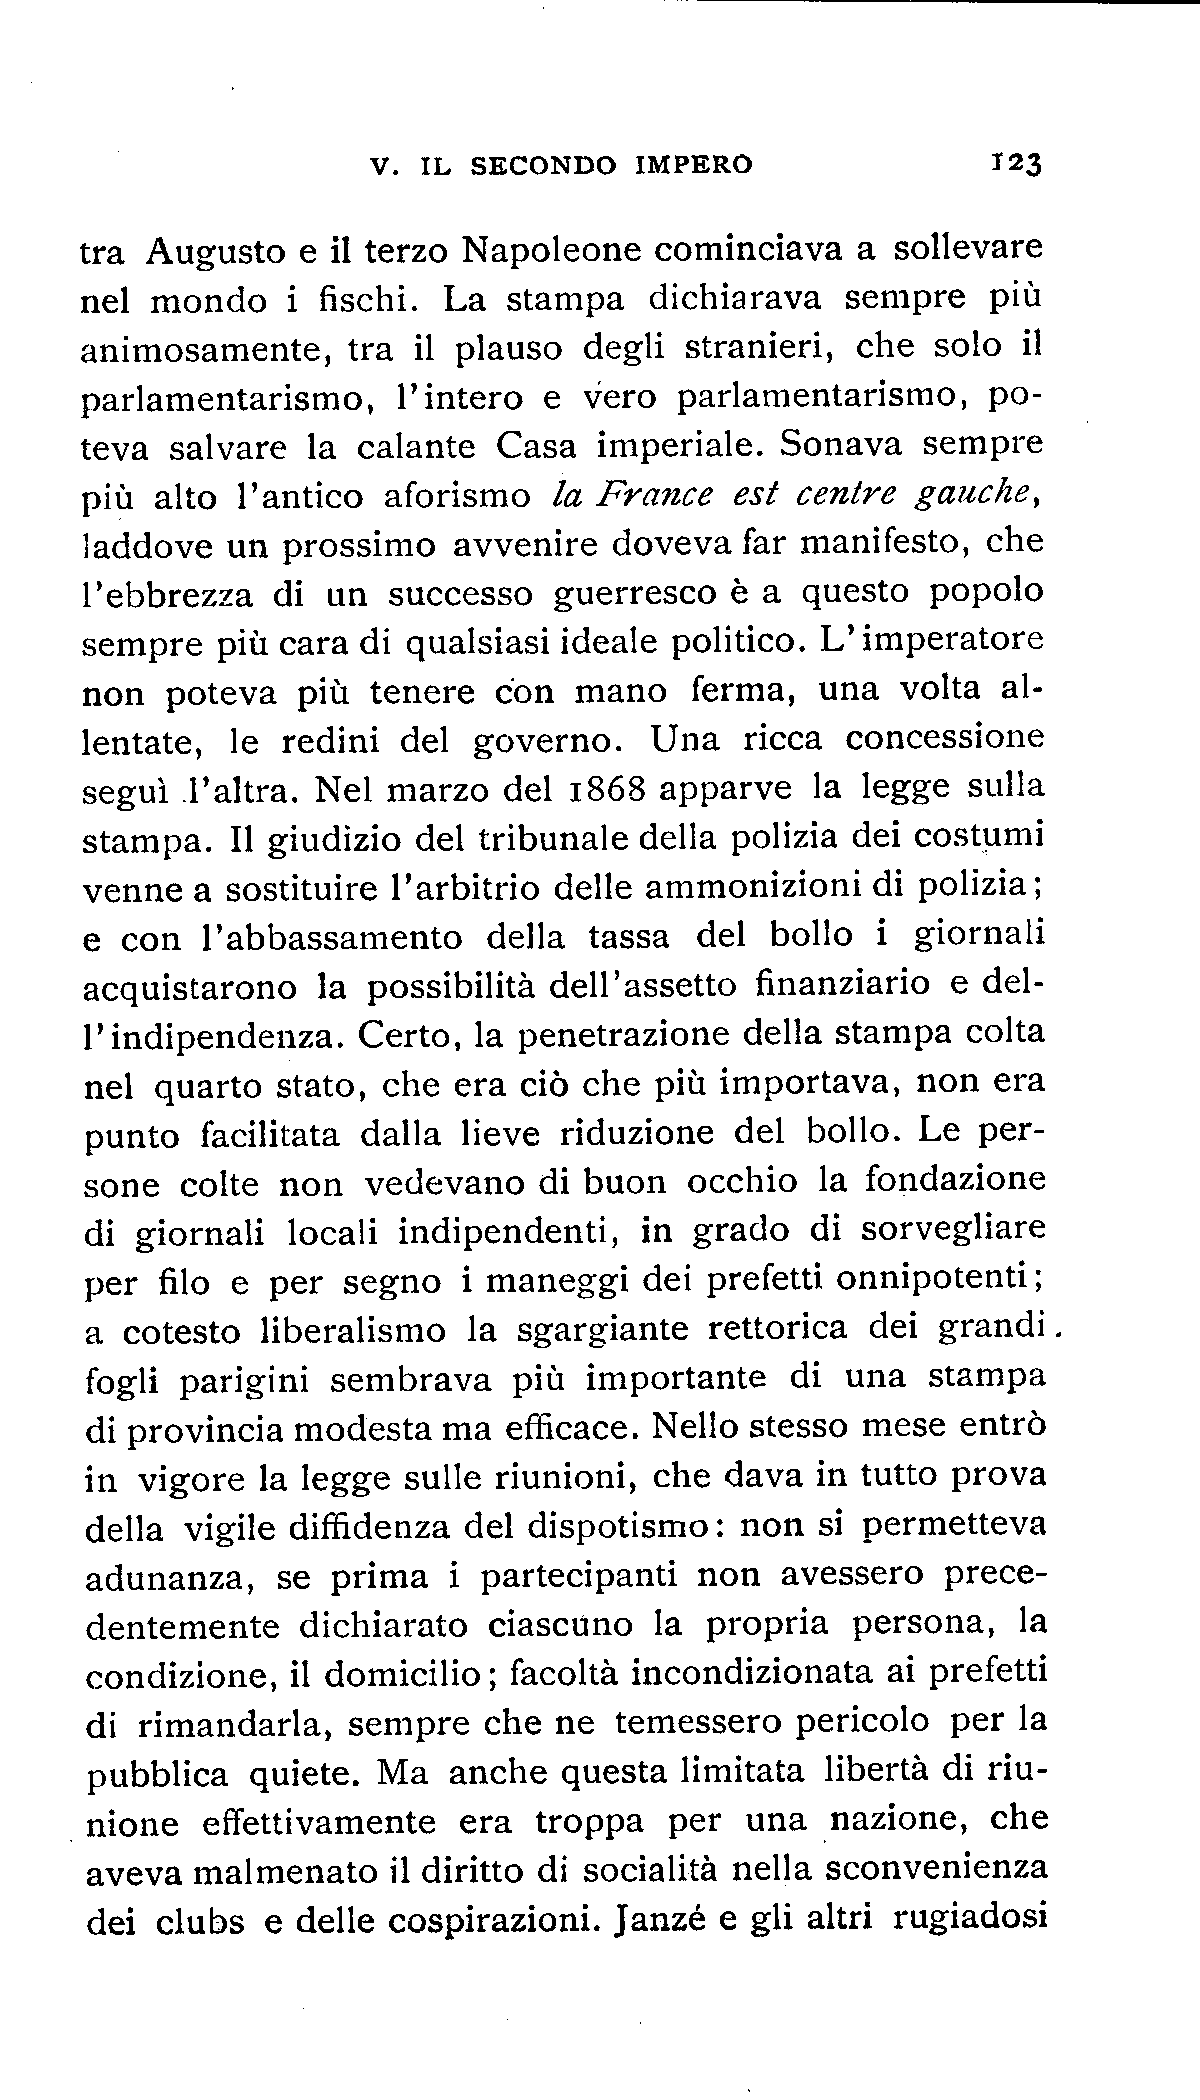 V. IL SECONDO IMPERO 123
tra Augusto e il terzo Napoleone cominciava a sollevare
nel mondo i fischi. La stampa dichiarava sempre più
animosamente, tra il plauso degli stranieri, che solo il
parlamentarismo, l'intero e vero parlamentarismo, po-
teva salvare la calante Casa imperiale. Sonava sempre
più alto l'antico aforismo la France est centre gauche,
laddove un prossimo avvenire doveva far manifesto, che
l'ebbrezza di un successo guerresco è a questo popolo
sempre più cara di qualsiasi ideale politico. L'imperatore
non poteva più tenere con mano ferma, una volta al-
lentate, le redini del governo. Una ricca concessione
seguì l'altra. Nel marzo del 1868 apparve la legge sulla
stampa. Il giudizio del tribunale della polizia dei costumi
venne a sostituire l'arbitrio delle ammonizioni di polizia;
e con l'abbassamento della tassa del bollo i giornali
acquistarono la possibilità dell'assetto finanziario e del-
l'indipendenza. Certo, la penetrazione della stampa colta
nel quarto stato, che era ciò che più importava, non era
punto facilitata dalla lieve riduzione del bollo. Le per-
sone colte non vedevano di buon occhio la fondazione
di giornali locali indipendenti, in grado di sorvegliare
per filo e per segno i maneggi dei prefetti onnipotenti;
a cotesto liberalismo la sgargiante rettorica dei grandi
fogli parigini sembrava più importante di una stampa
di provincia modesta ma efficace. Nello stesso mese entrò
in vigore la legge sulle riunioni, che dava in tutto prova
della vigile diffidenza del dispotismo: non si permetteva
adunanza, se prima i partecipanti non avessero prece-
dentemente dichiarato ciascuno la propria persona, la
condizione, il domicilio; facoltà incondizionata ai prefetti
di rimandarla, sempre che ne temessero pericolo per la
pubblica quiete. Ma anche questa limitata libertà di riu-
nione effettivamente era troppa per una nazione, che
aveva malmenato il diritto di socialità nella sconvenienza
dei clubs e delle cospirazioni. Janzé e gli altri rugiadosi